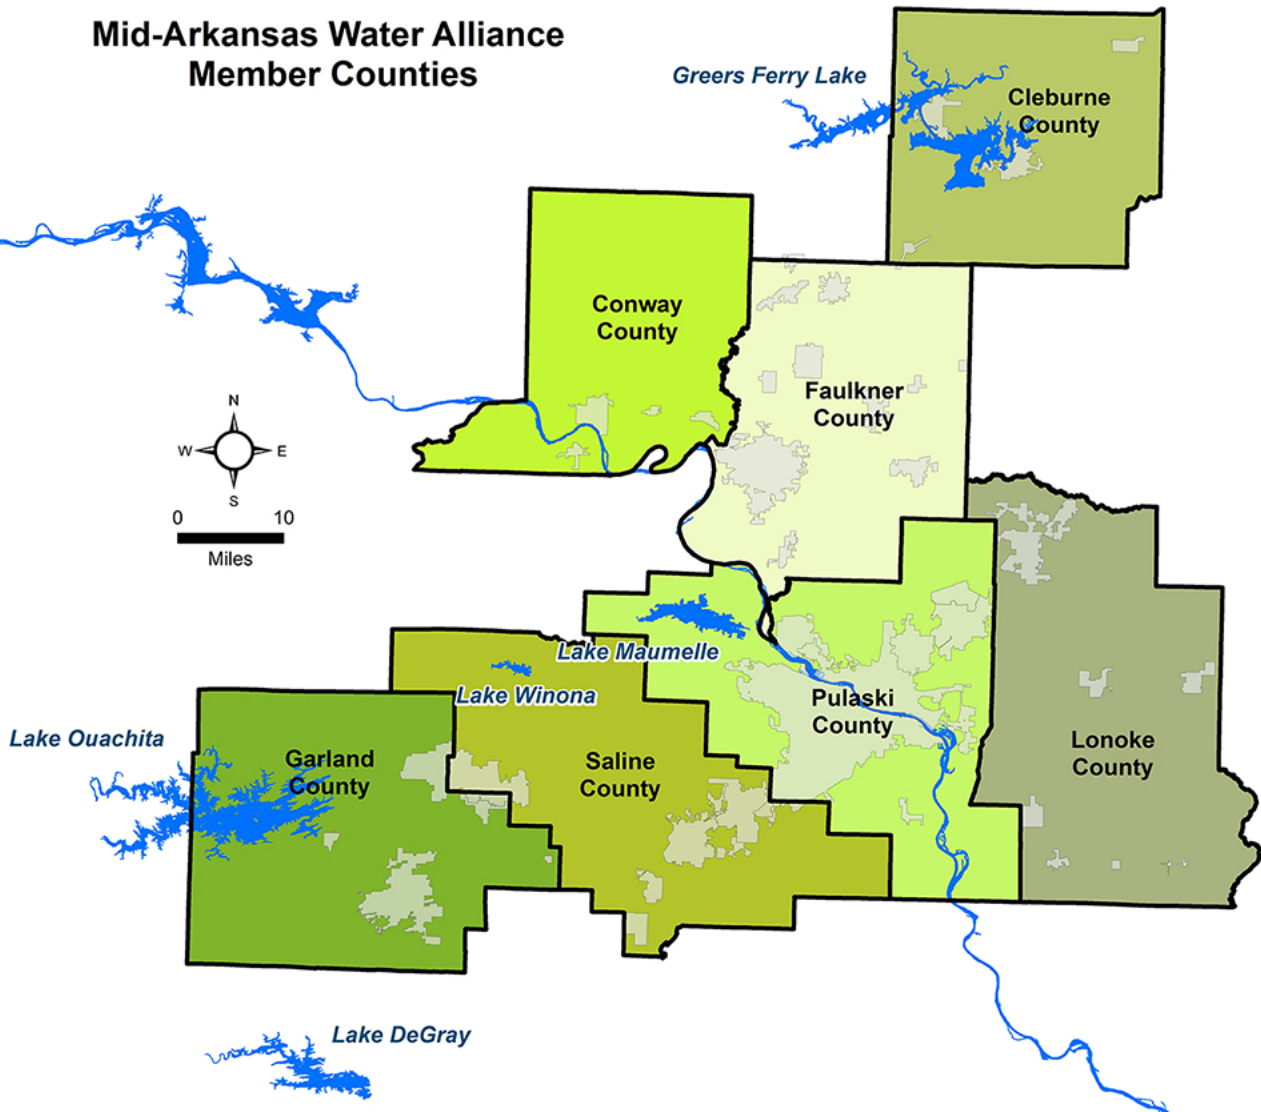 Mid-Arkansas Water Alliance
Member Counties
Greers Ferry Lake
Cleburne
County
Conway
County
Faulkner
County
N
W
E
S
0
10
Miles
Lake Maumelle
Lake Winona
Pulaski
County
Lake Ouachita
Garland
County
Saline
County
Lonoke
County
Lake DeGray